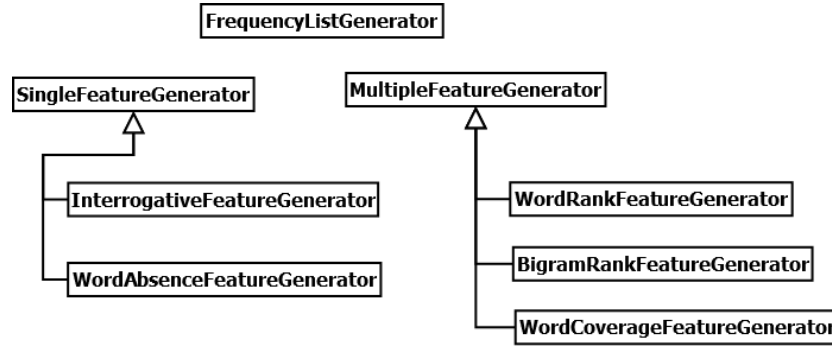 FrequencyListGenerator
SingleFeatureGenerator
MultipleFeatureGenerator
InterrogativeFeatureGenerator
WordRankFeatureGenerator
WordAbsenceFeatureGenerator
BigramRankFeatureGenerator
WordCoverageFeatureGenerator